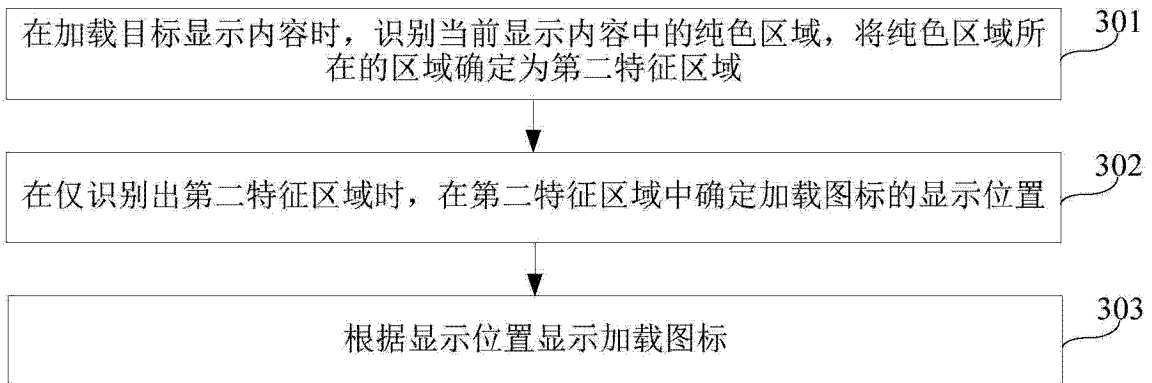 在加载目标显示内容时，识别当前显示内容中的纯色区域，将纯色区域所
在的区域确定为第二特征区域
301
在仅识别出第二特征区域时，在第二特征区域中确定加载图标的显示位置
302
根据显示位置显示加载图标
303